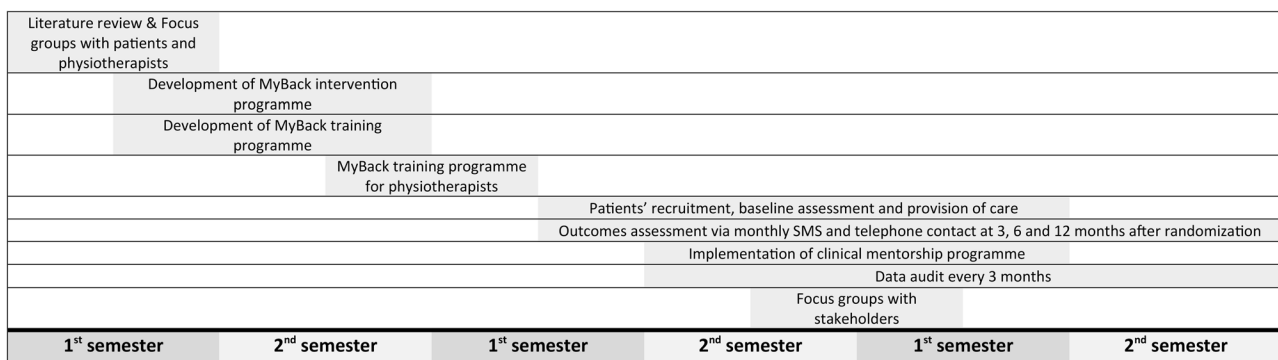 Literature review & Focus
groups with patients and
physiotherapists
Development of MyBack intervention
programme
Development of MyBack training
programme
MyBack training programme
for physiotherapists
Patients’ recruitment, baseline assessment and provision of care
Outcomes assessment via monthly SMS and telephone contact at 3, 6 and 12 months after randomization
Implementation of clinical mentorship programme
Data audit every 3 months
Focus groups with
stakeholders
1st semester 2nd semester 1st semester 2nd semester 1st semester 2nd semester